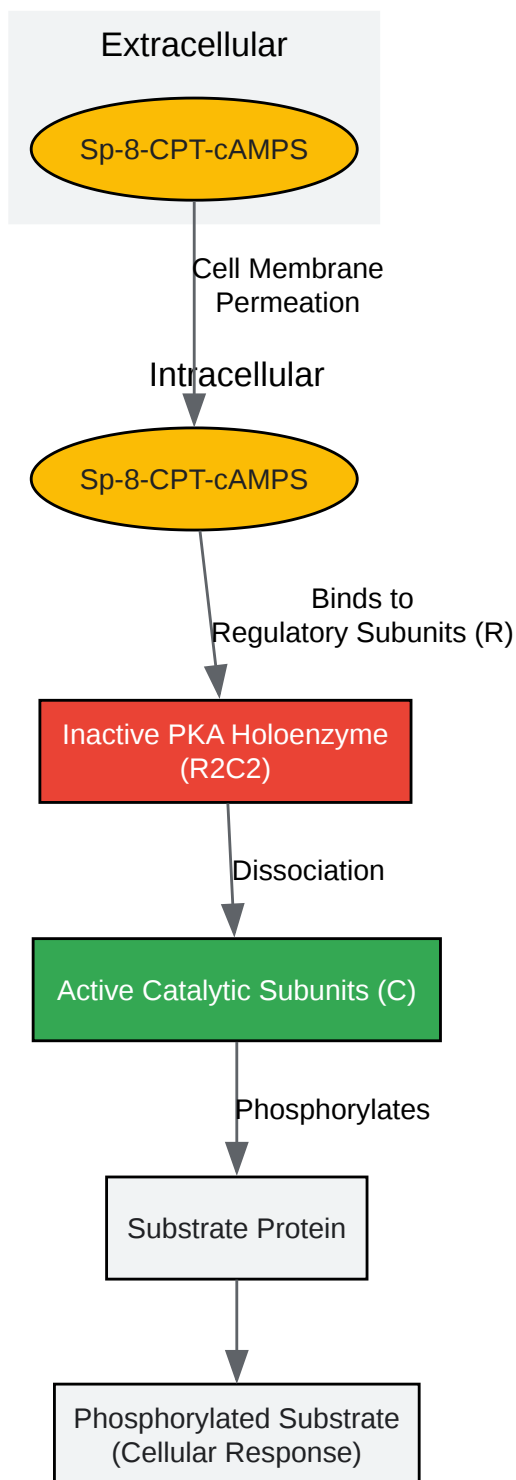 Extracellular
Sp-8-CPT-cAMPS
Cell Membrane
Permeation
Intracellular
Sp-8-CPT-cAMPS
Binds to
Regulatory Subunits (R)
Inactive PKA Holoenzyme
(R2C2)
Dissociation
Active Catalytic Subunits (C)
Phosphorylates
Substrate Protein
Phosphorylated Substrate
(Cellular Response)